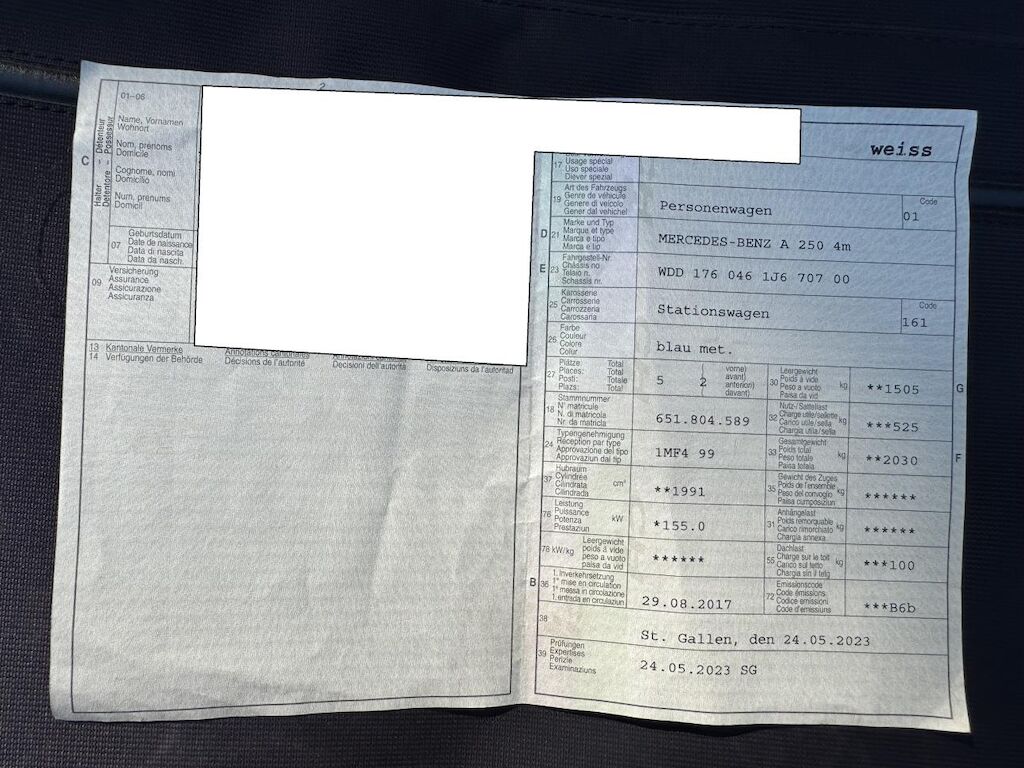 2
01–06
C
Halter Détenteur
Detentore Possessur
Name, Vornamen
Wohnort
Nom, prénoms
Domicile
Cognome, nomi
Domicilio
Num, prenums
Domicil
07
Geburtsdatum
Date de naissance
Data di nascita
Data da nasch.
09
Versicherung
Assurance
Assicurazione
Assicuranza
13 Kantonale Vermerke
14 Verfügungen der Behörde
Annotations cantonales
Décisions de l'autorité
Decisioni dell'autorità
Disposiziuns da l'autoritad
weiss
17
Usage spécial
Uso speciale
Diever spezial
19
Art des Fahrzeugs
Genre de véhicule
Genere di veicolo
Gener dal vehichel
Personenwagen
Code
01
D 21
Marke und Typ
Marque et type
Marca e tipo
Marca e tip
MERCEDES-BENZ A 250 4m
E 23
Fahrgestell-Nr.
Châssis no
Telaio n.
Schassis nr.
WDD 176 046 1J6 707 00
25
Karosserie
Carrosserie
Carrozzeria
Carossaria
Stationswagen
Code
161
26
Farbe
Couleur
Colore
Colur
blau met.
27
Plätze: Total
Places: Total
Posti: Totale
Plazs: Total
5 ( 2
vorne)
avant)
anteriori)
davant)
30
Leergewicht
Poids à vide
Peso a vuoto
Paisa da vid
kg
**1505
G
18
Stammnummer
N° matricule
N. di matricola
Nr. da matricla
651.804.589
32
Nutz-/Sattellast
Charge utile/sellette
Carico utile/sella
Chargia utila/sella
kg
***525
24
Typengenehmigung
Réception par type
Approvazione del tipo
Approvaziun dal tip
1MF4 99
33
Gesamtgewicht
Poids total
Peso totale
Paisa totala
kg
**2030
F
37
Hubraum
Cylindrée
Cilindrata
Cilindrada
cm³
**1991
35
Gewicht des Zuges
Poids de l'ensemble
Peso del convoglio
Paisa cumposiziun
kg
******
76
Leistung
Puissance
Potenza
Prestaziun
kW
*155.0
31
Anhängelast
Poids remorquable
Carico rimorchiato
Chargia annexa
kg
******
78 kW/kg
Leergewicht
poids à vide
peso a vuoto
paisa da vid
******
55
Dachlast
Charge sur le toit
Carico sul tetto
Chargia sin il tetg
kg
***100
B 36
1. Inverkehrsetzung
1re mise en circulation
1a messa in circolazione
1. entrada en circulaziun
29.08.2017
72
Emissionscode
Code émissions
Codice emissioni
Code d'emissiuns
***B6b
38
St. Gallen, den 24.05.2023
39
Prüfungen
Expertises
Perizie
Examinaziuns
24.05.2023 SG